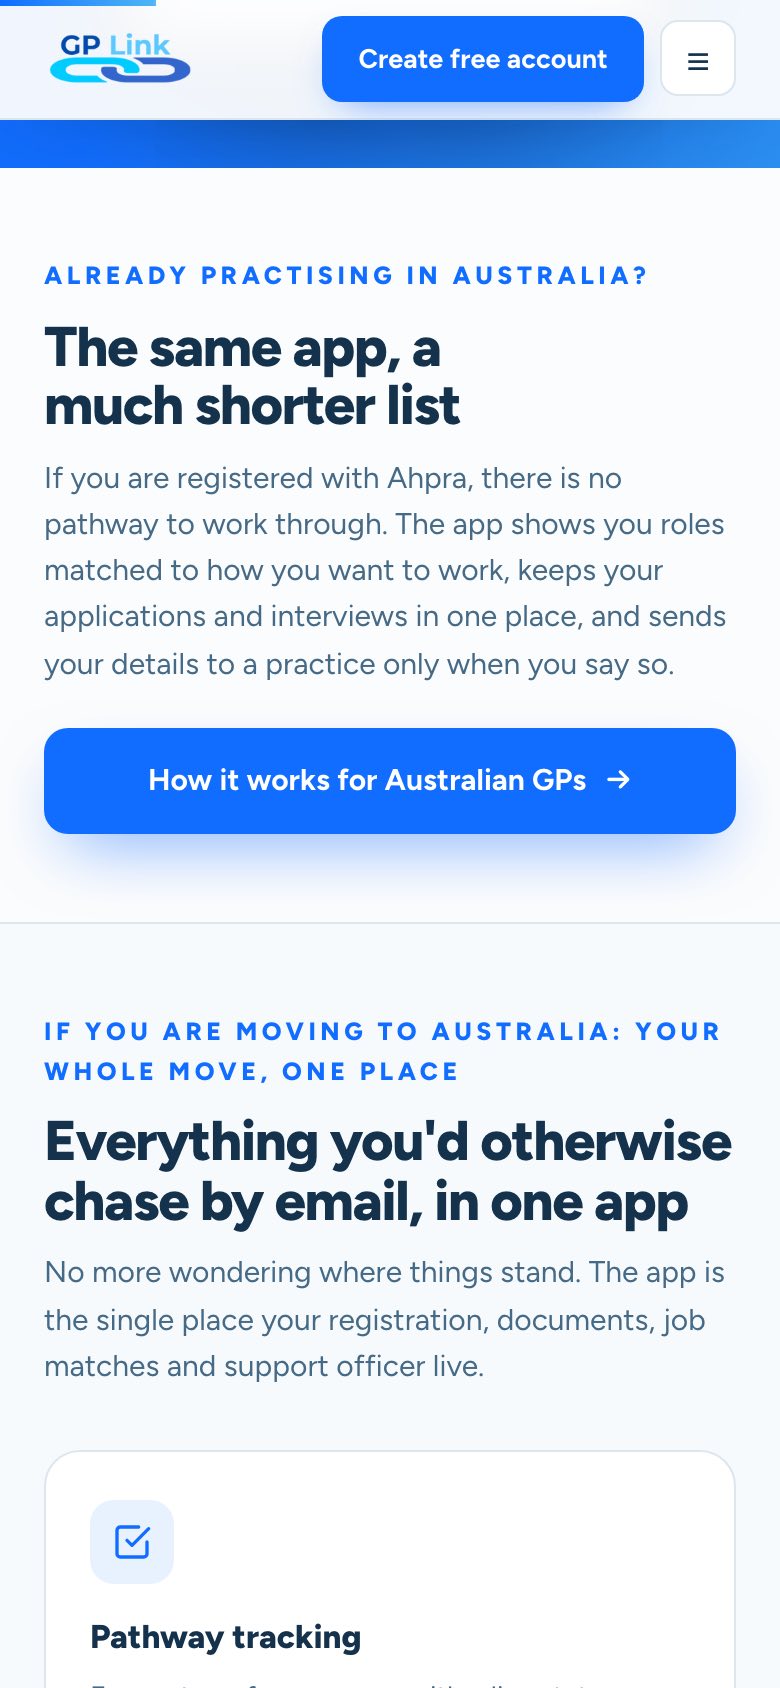 GP Link
Create free account
ALREADY PRACTISING IN AUSTRALIA?
The same app, a
much shorter list
If you are registered with Ahpra, there is no
pathway to work through. The app shows you roles
matched to how you want to work, keeps your
applications and interviews in one place, and sends
your details to a practice only when you say so.
How it works for Australian GPs →
IF YOU ARE MOVING TO AUSTRALIA: YOUR
WHOLE MOVE, ONE PLACE
Everything you'd otherwise
chase by email, in one app
No more wondering where things stand. The app is
the single place your registration, documents, job
matches and support officer live.
Pathway tracking